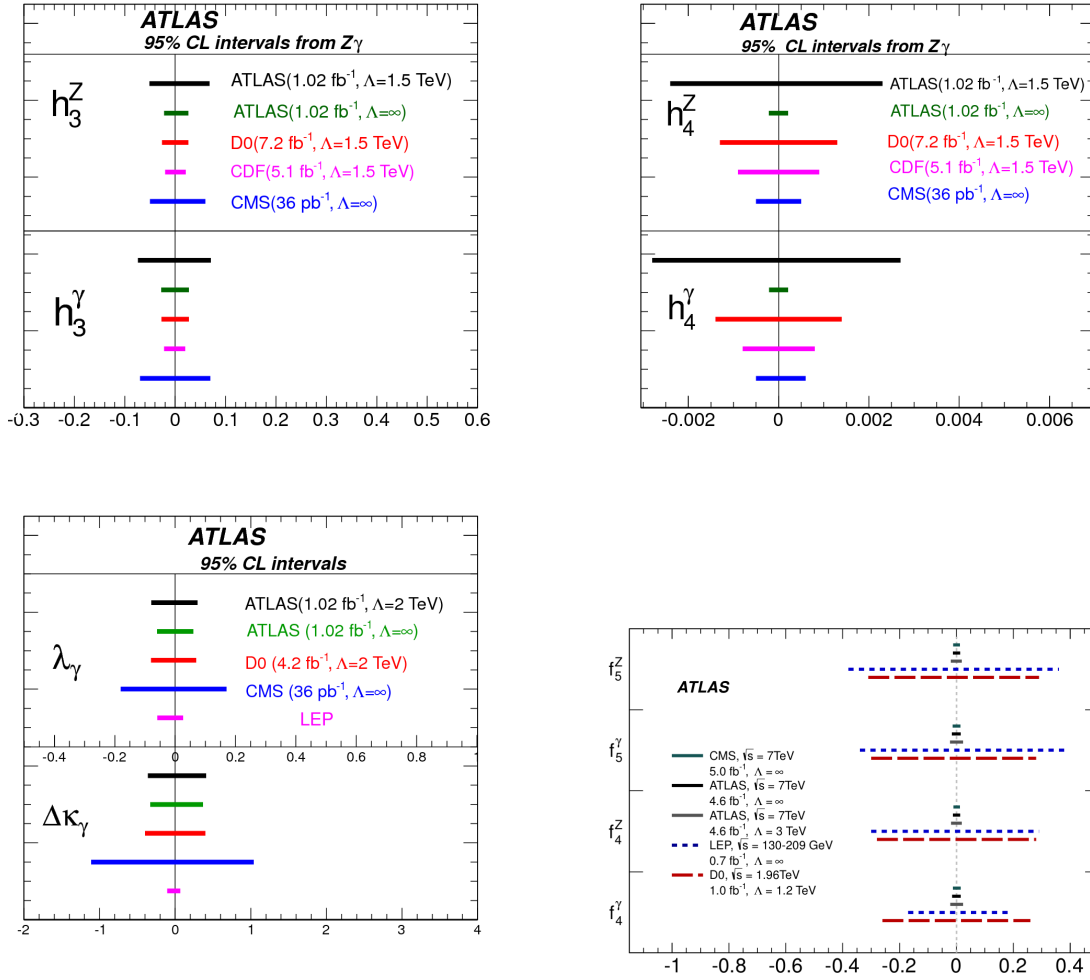 ATLAS
95% CL intervals from Zγ
h₃ᶻ
ATLAS(1.02 fb⁻¹, Λ=1.5 TeV)
ATLAS(1.02 fb⁻¹, Λ=∞)
D0(7.2 fb⁻¹, Λ=1.5 TeV)
CDF(5.1 fb⁻¹, Λ=1.5 TeV)
CMS(36 pb⁻¹, Λ=∞)
h₃ᵞ
-0.3 -0.2 -0.1 0 0.1 0.2 0.3 0.4 0.5 0.6
ATLAS
95% CL intervals from Zγ
h₄ᶻ
ATLAS(1.02 fb⁻¹, Λ=1.5 TeV)
ATLAS(1.02 fb⁻¹, Λ=∞)
D0(7.2 fb⁻¹, Λ=1.5 TeV)
CDF(5.1 fb⁻¹, Λ=1.5 TeV)
CMS(36 pb⁻¹, Λ=∞)
h₄ᵞ
-0.002 0 0.002 0.004 0.006
ATLAS
95% CL intervals
ATLAS(1.02 fb⁻¹, Λ=2 TeV)
ATLAS (1.02 fb⁻¹, Λ=∞)
λᵧ
D0 (4.2 fb⁻¹, Λ=2 TeV)
CMS (36 pb⁻¹, Λ=∞)
LEP
-0.4 -0.2 0 0.2 0.4 0.6 0.8
Δκᵧ
-2 -1 0 1 2 3 4
ATLAS
f₅ᶻ
f₅ᵞ
f₄ᶻ
f₄ᵞ
CMS, √s = 7TeV
5.0 fb⁻¹, Λ = ∞
ATLAS, √s = 7TeV
4.6 fb⁻¹, Λ = ∞
ATLAS, √s = 7TeV
4.6 fb⁻¹, Λ = 3 TeV
LEP, √s = 130-209 GeV
0.7 fb⁻¹, Λ = ∞
D0, √s = 1.96TeV
1.0 fb⁻¹, Λ = 1.2 TeV
-1 -0.8 -0.6 -0.4 -0.2 0 0.2 0.4